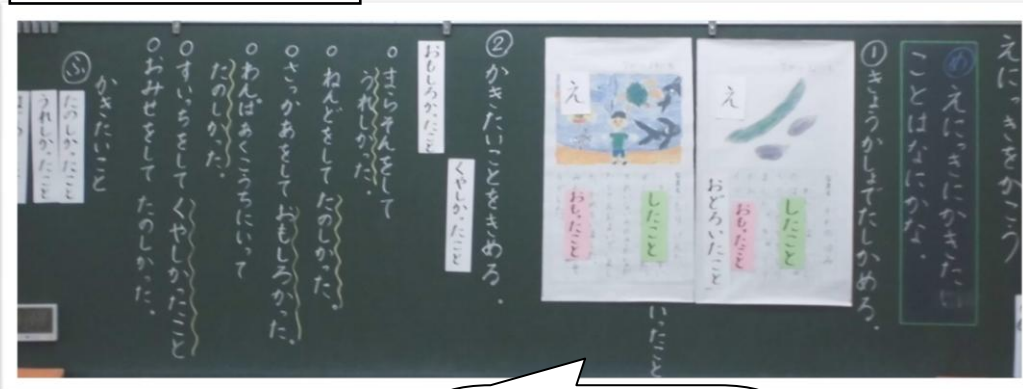 えにっきをかこう
め えにっきにかきたい
ことはなにかな。
①きょうかしょでたしかめる。
え
したこと
おもったこと
おどろいたこと
え
したこと
おもったこと
いったこと
②かきたいことをきめる。
くやしかったこと
おもしろかったこと
○まらそんをして
うれしかった。
○ねんどをしてたのしかった。
○さっかあをしておもしろかった。
○わんぱあくこうちにいって
たのしかった。
○すいっちをしてくやしかったこと
○おみせをしてたのしかった。
ふ かきたいこと
たのしかったこと
うれしかったこと